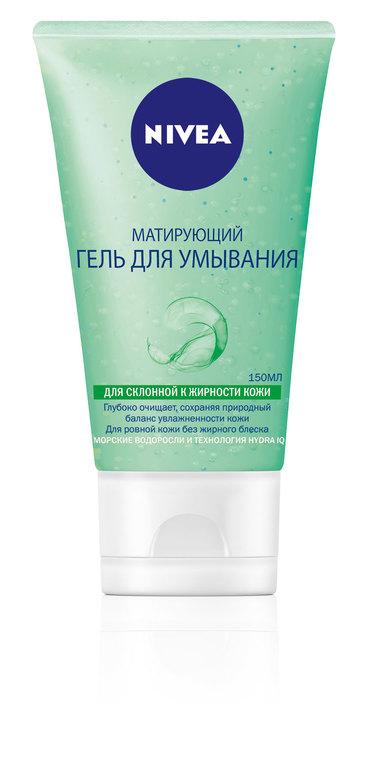 NIVEA
МАТИРУЮЩИЙ
ГЕЛЬ ДЛЯ УМЫВАНИЯ
150МЛ
ДЛЯ СКЛОННОЙ К ЖИРНОСТИ КОЖИ
Глубоко очищает, сохраняя природный
баланс увлажненности кожи
Для ровной кожи без жирного блеска
МОРСКИЕ ВОДОРОСЛИ И ТЕХНОЛОГИЯ HYDRA IQ